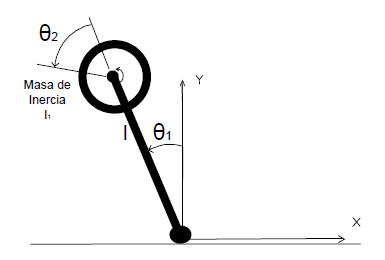 θ₂
Masa de
Inercia
I₁
l
θ₁
Y
X